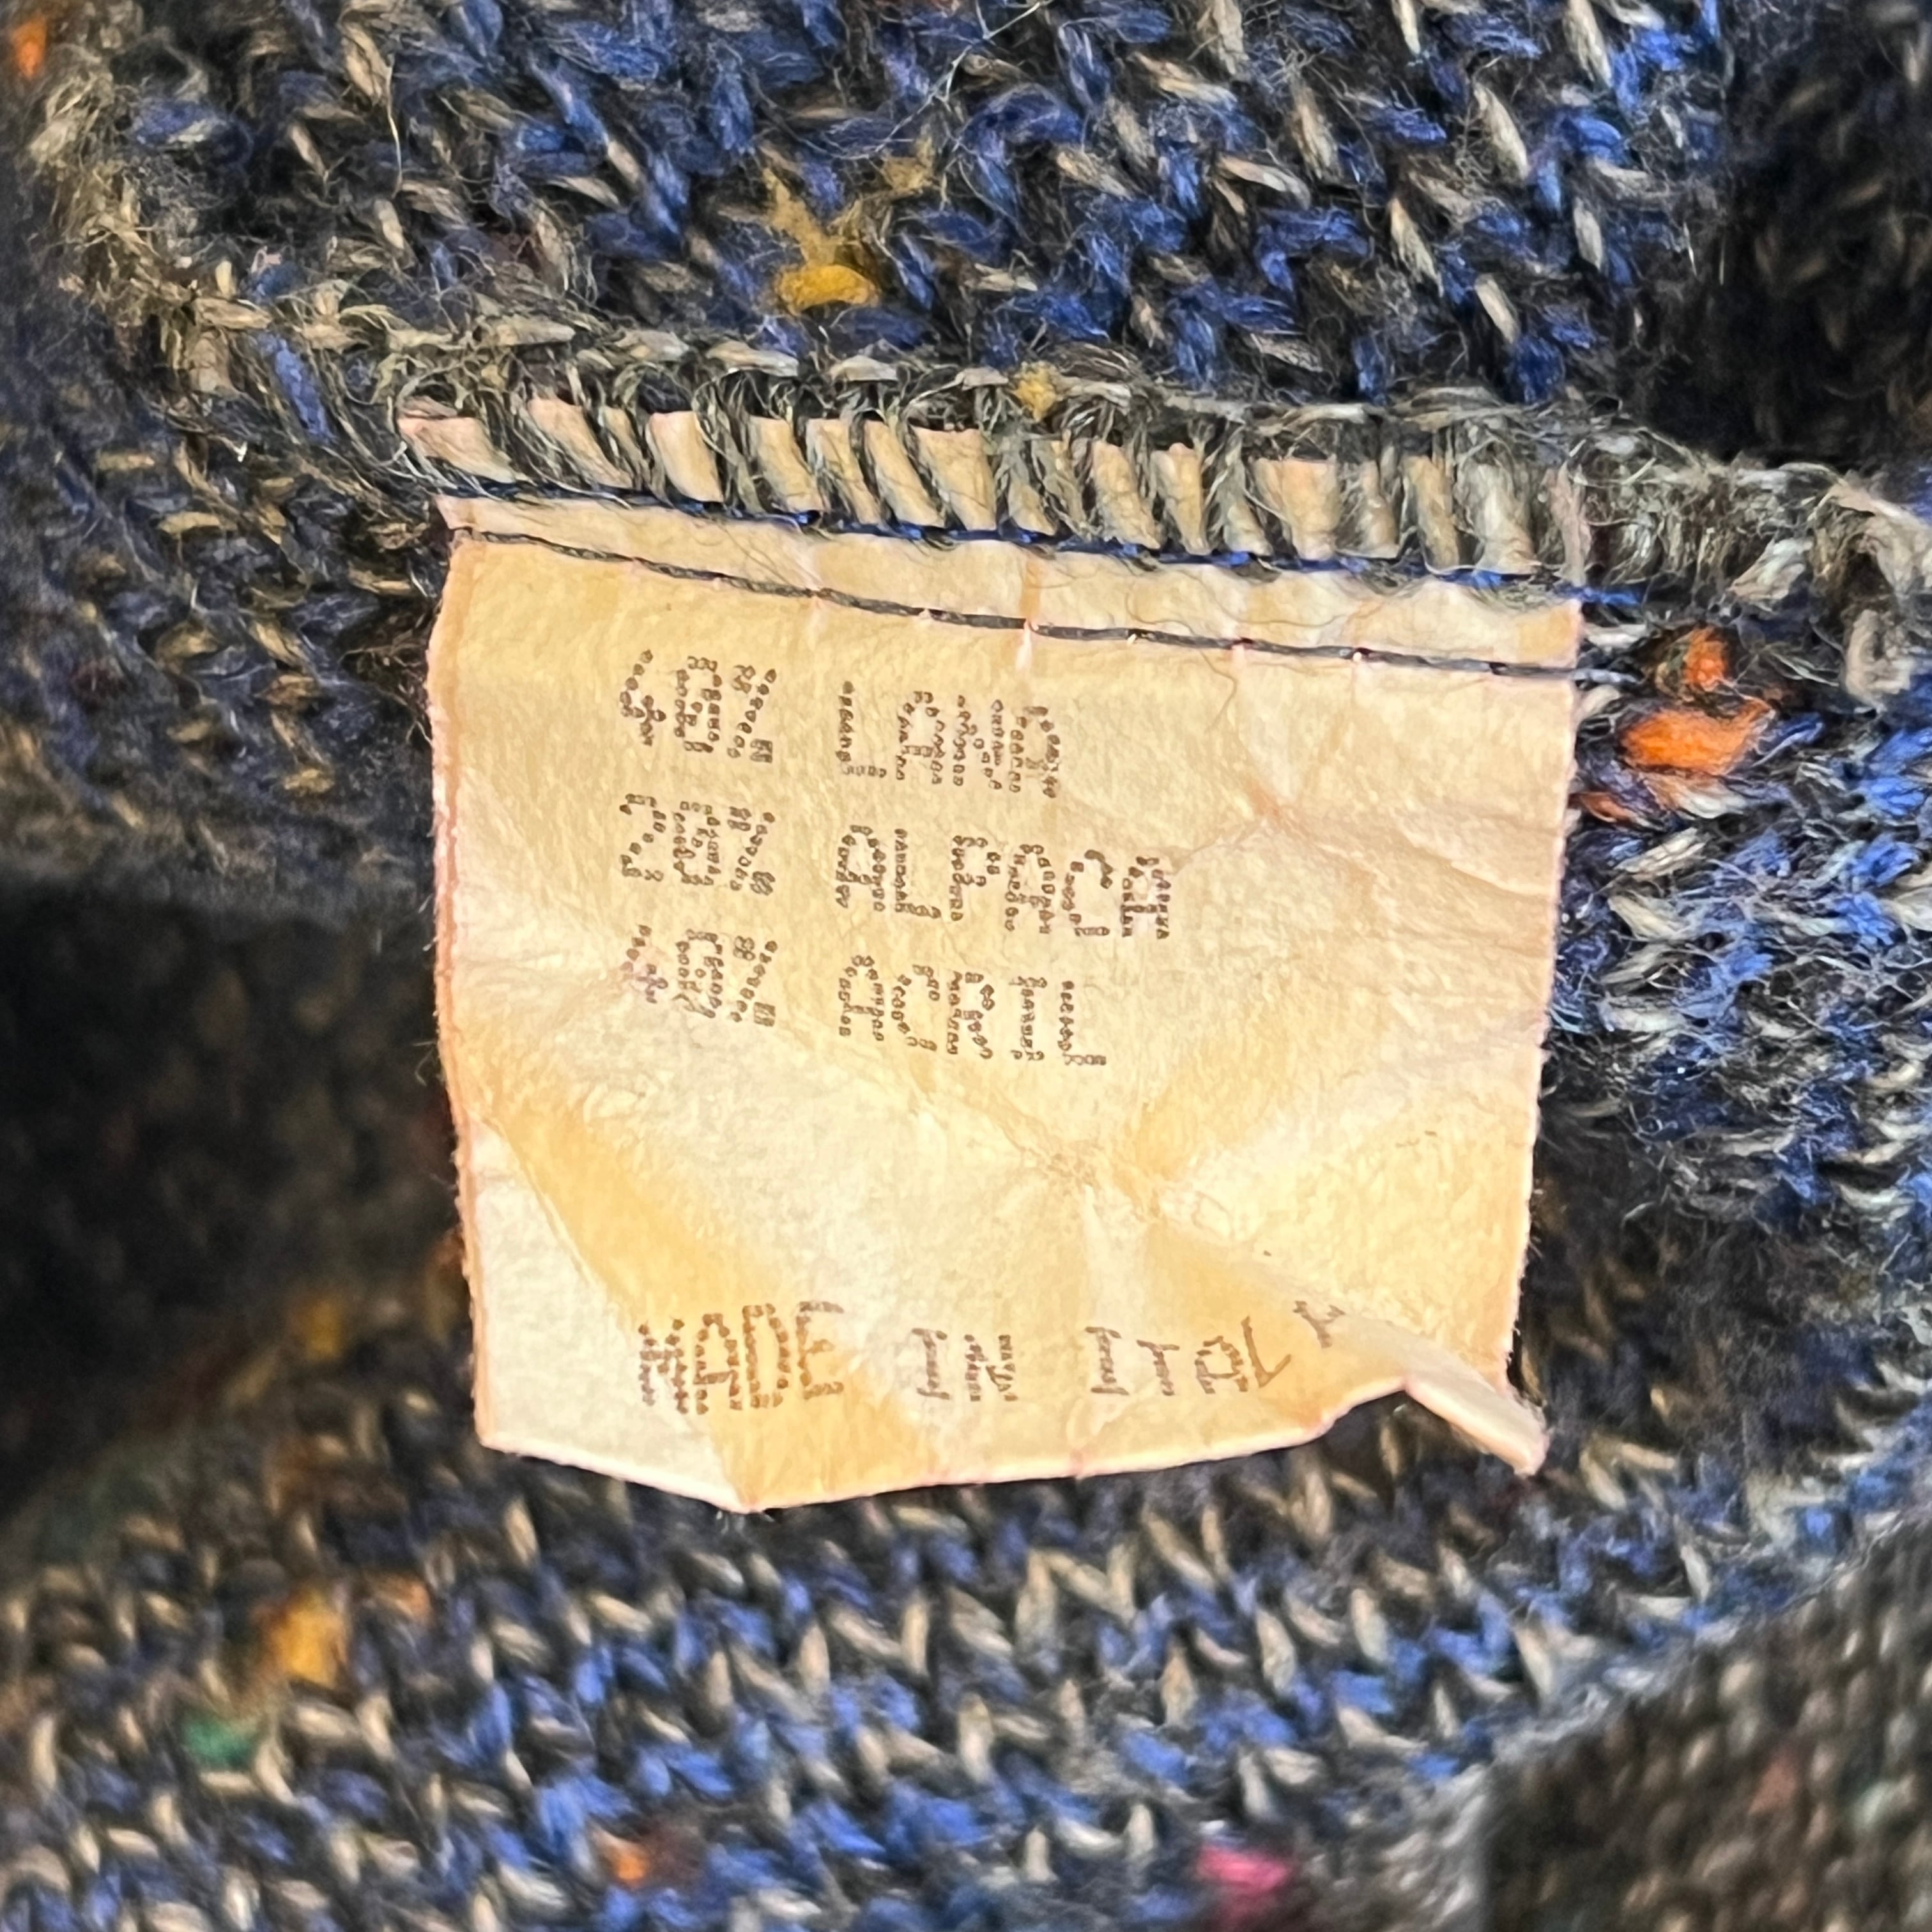 40% LANA
20% ALPACA
40% ACRIL
MADE IN ITALY